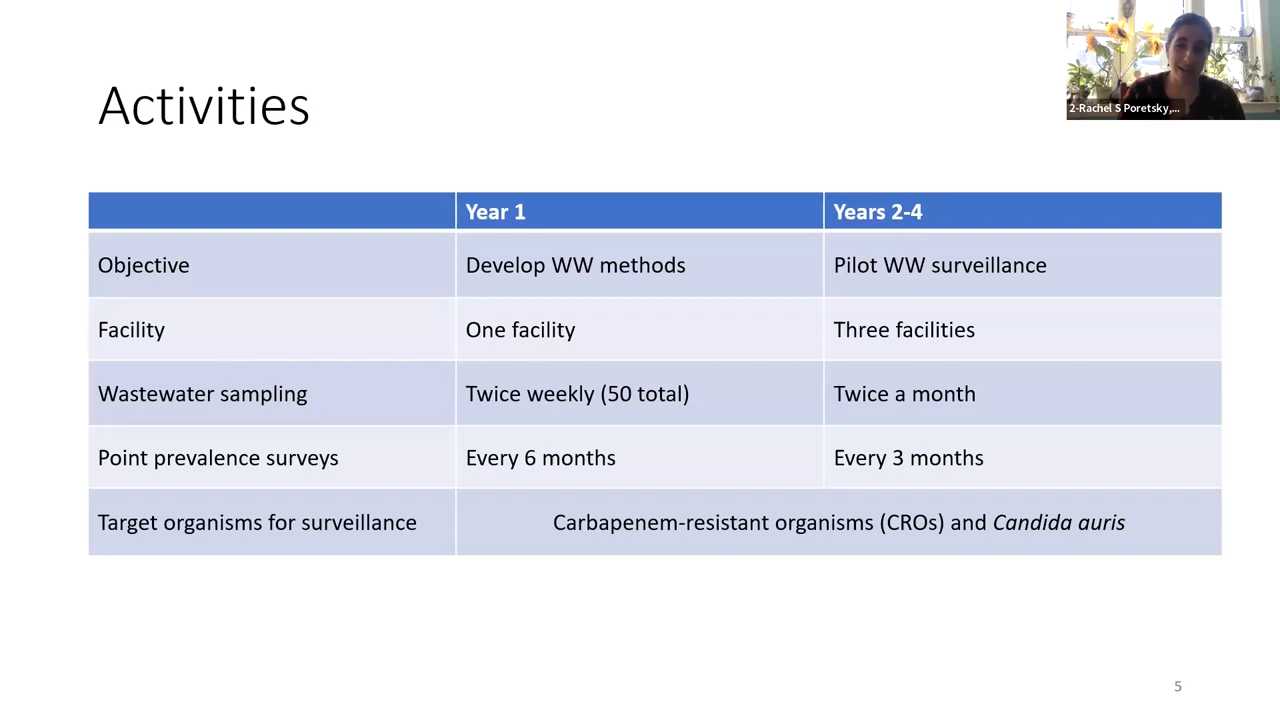 2-Rachel S Poretsky,...
Activities
Year 1
Years 2-4
Objective
Develop WW methods
Pilot WW surveillance
Facility
One facility
Three facilities
Wastewater sampling
Twice weekly (50 total)
Twice a month
Point prevalence surveys
Every 6 months
Every 3 months
Target organisms for surveillance
Carbapenem-resistant organisms (CROs) and Candida auris
5